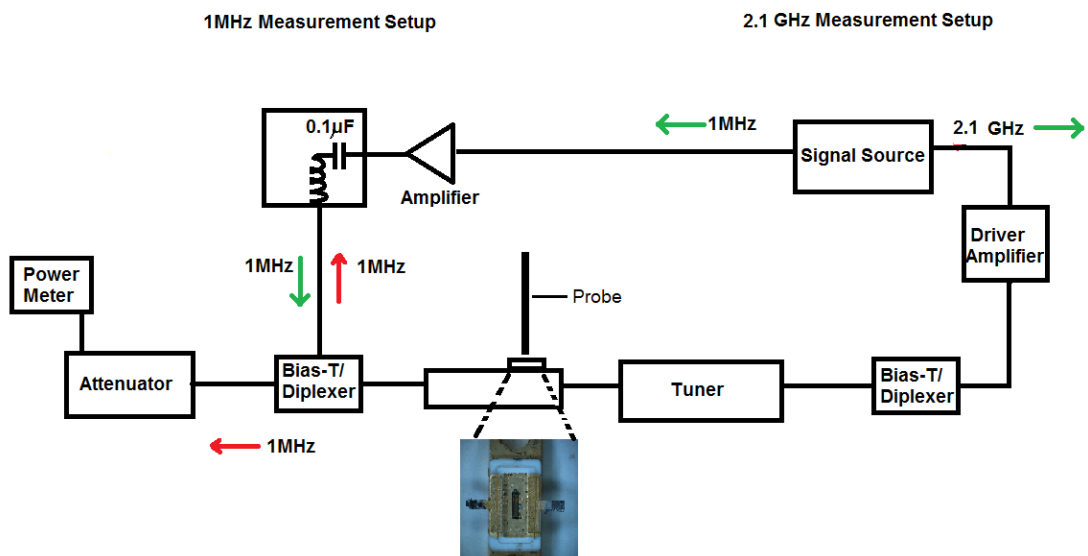 1MHz Measurement Setup
2.1 GHz Measurement Setup
0.1µF
Amplifier
1MHz
Signal Source
2.1 GHz
Driver
Amplifier
1MHz
1MHz
Power
Meter
Probe
Attenuator
Bias-T/
Diplexer
Tuner
Bias-T/
Diplexer
1MHz